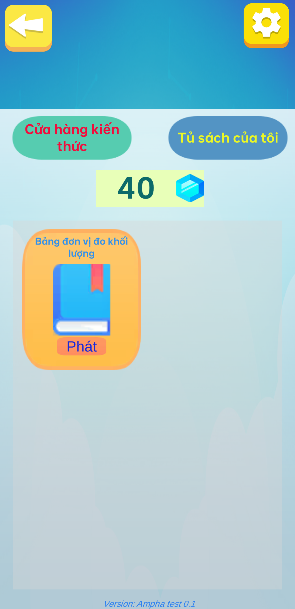 Cửa hàng kiến
thức
Tủ sách của tôi
40
Bảng đơn vị đo khối
lượng
Phát
Version: Ampha test 0.1